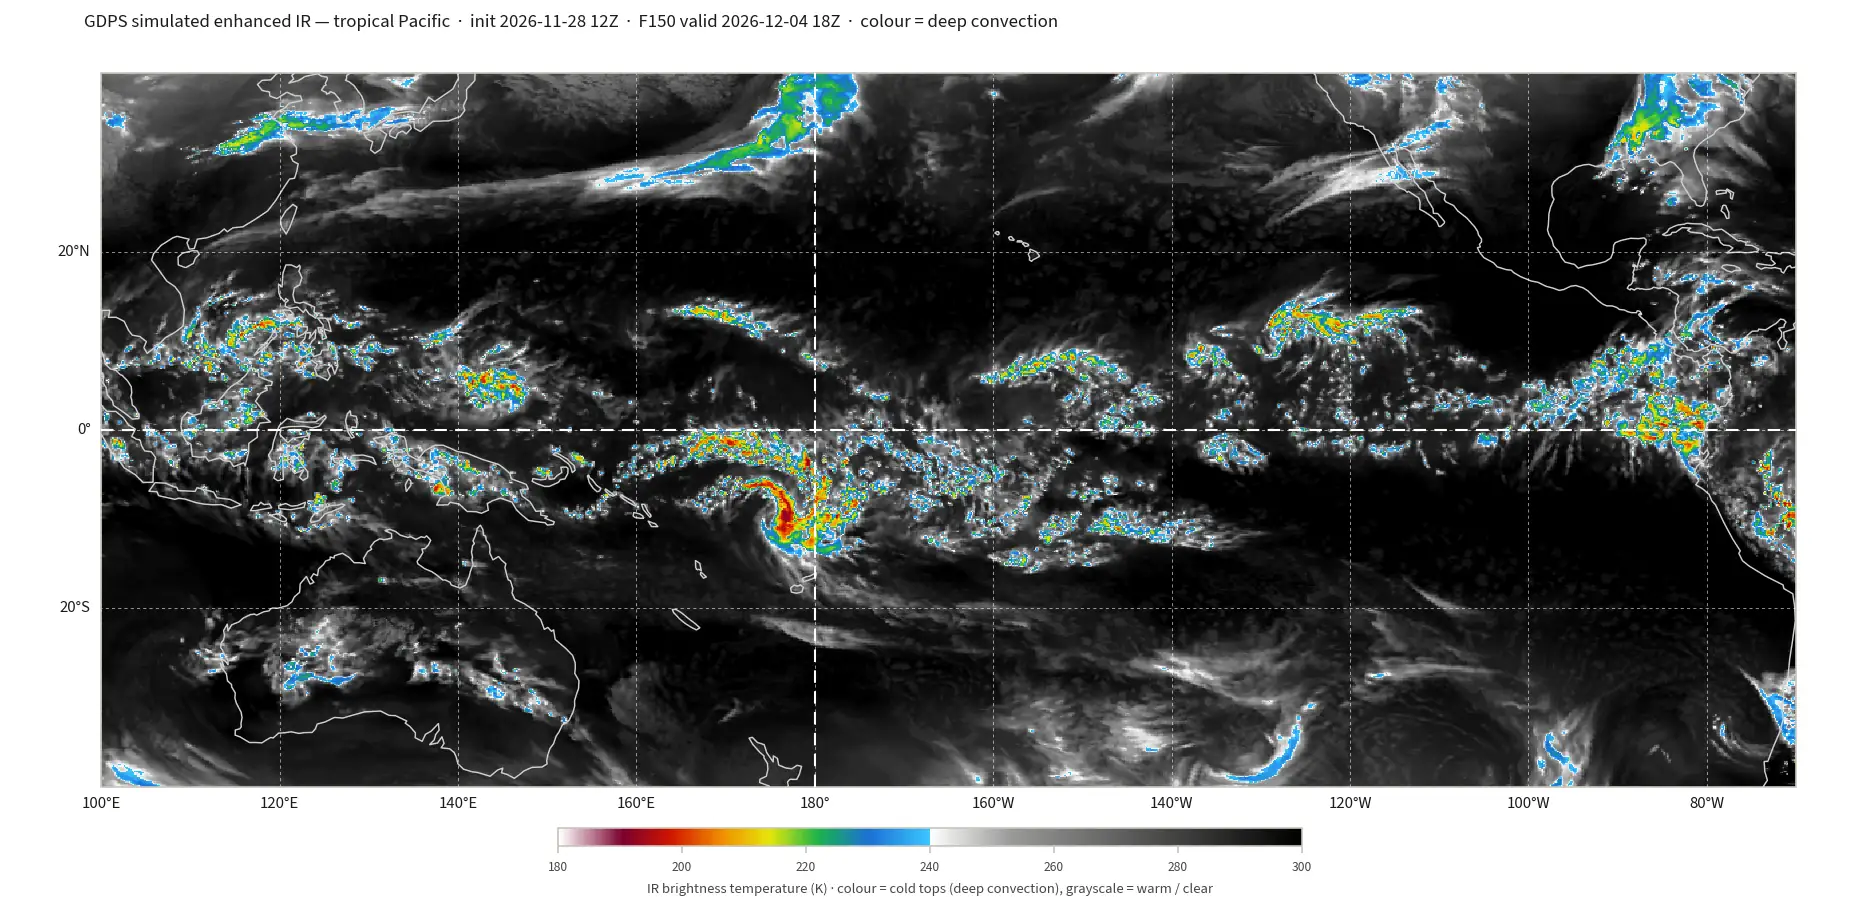 GDPS simulated enhanced IR — tropical Pacific · init 2026-11-28 12Z · F150 valid 2026-12-04 18Z · colour = deep convection
20°N
0°
20°S
100°E 120°E 140°E 160°E 180° 160°W 140°W 120°W 100°W 80°W
180 200 220 240 260 280 300
IR brightness temperature (K) · colour = cold tops (deep convection), grayscale = warm / clear